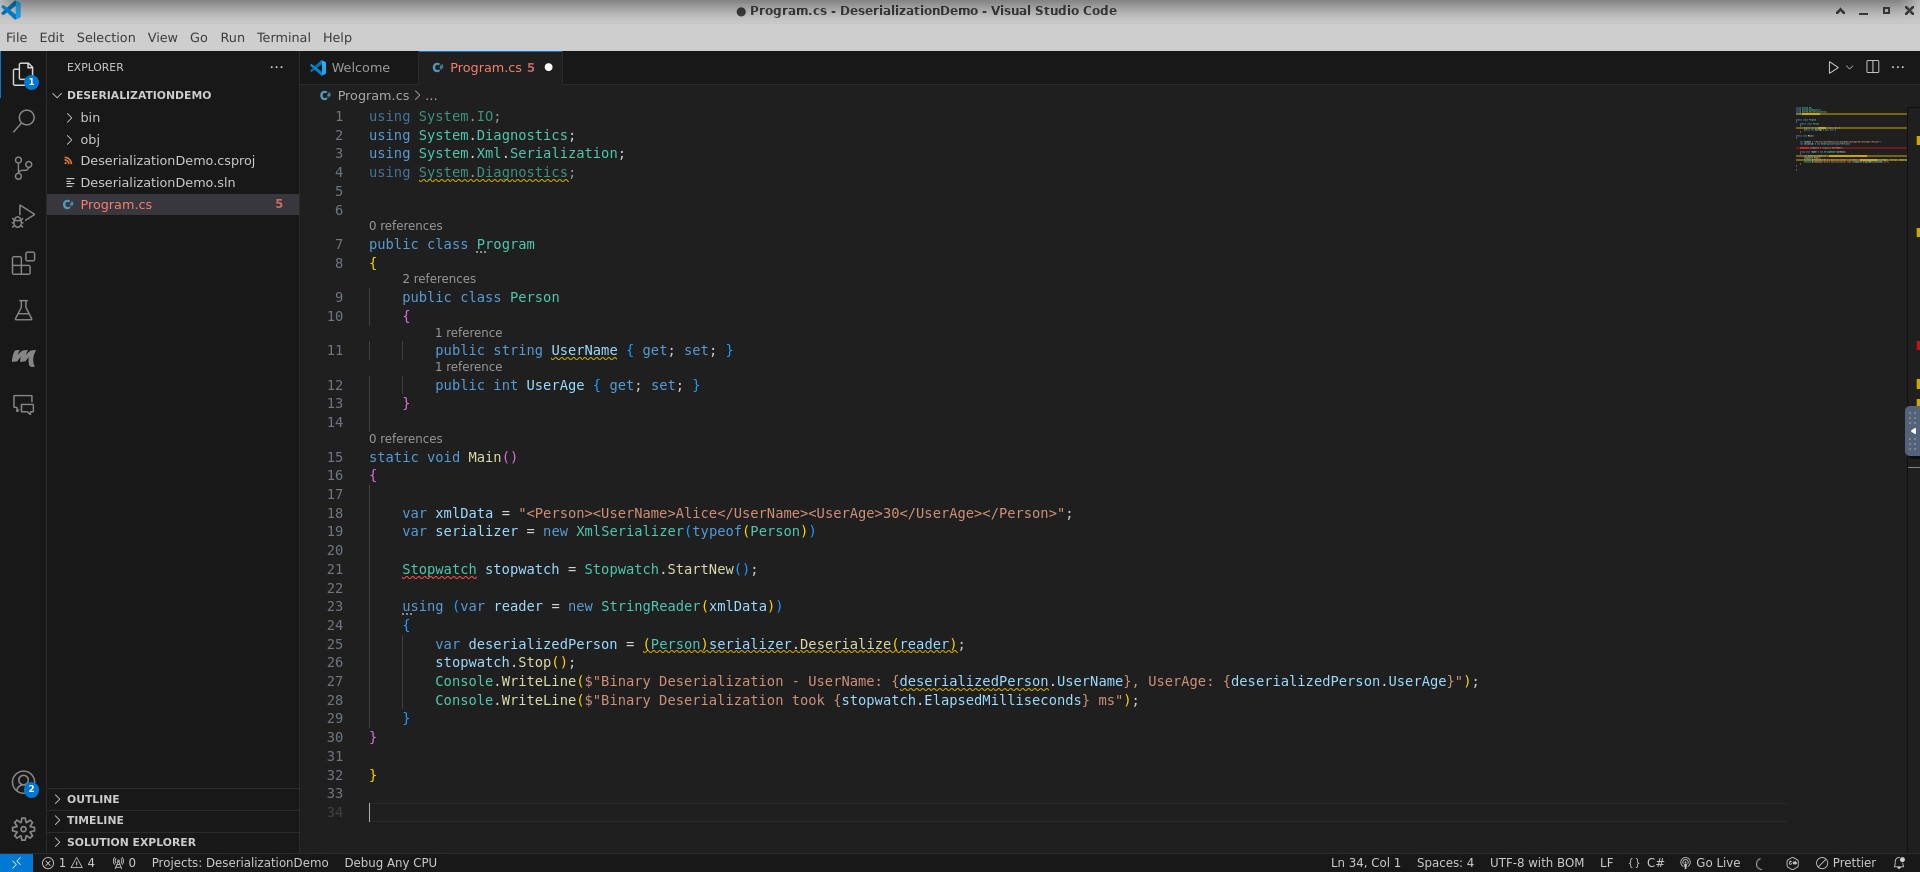 ● Program.cs - DeserializationDemo - Visual Studio Code
File Edit Selection View Go Run Terminal Help
EXPLORER
Welcome
Program.cs 5
1
DESERIALIZATIONDEMO
bin
obj
DeserializationDemo.csproj
DeserializationDemo.sln
Program.cs 5
Program.cs > ...
1 using System.IO;
2 using System.Diagnostics;
3 using System.Xml.Serialization;
4 using System.Diagnostics;
5
6
0 references
7 public class Program
8 {
2 references
9 public class Person
10 {
1 reference
11 public string UserName { get; set; }
1 reference
12 public int UserAge { get; set; }
13 }
14
0 references
15 static void Main()
16 {
17
18 var xmlData = "<Person><UserName>Alice</UserName><UserAge>30</UserAge></Person>";
19 var serializer = new XmlSerializer(typeof(Person))
20
21 Stopwatch stopwatch = Stopwatch.StartNew();
22
23 using (var reader = new StringReader(xmlData))
24 {
25 var deserializedPerson = (Person)serializer.Deserialize(reader);
26 stopwatch.Stop();
27 Console.WriteLine($"Binary Deserialization - UserName: {deserializedPerson.UserName}, UserAge: {deserializedPerson.UserAge}");
28 Console.WriteLine($"Binary Deserialization took {stopwatch.ElapsedMilliseconds} ms");
29 }
30 }
31
32 }
33
34
2
OUTLINE
TIMELINE
SOLUTION EXPLORER
1 4 0 Projects: DeserializationDemo Debug Any CPU Ln 34, Col 1 Spaces: 4 UTF-8 with BOM LF {} C# Go Live Prettier